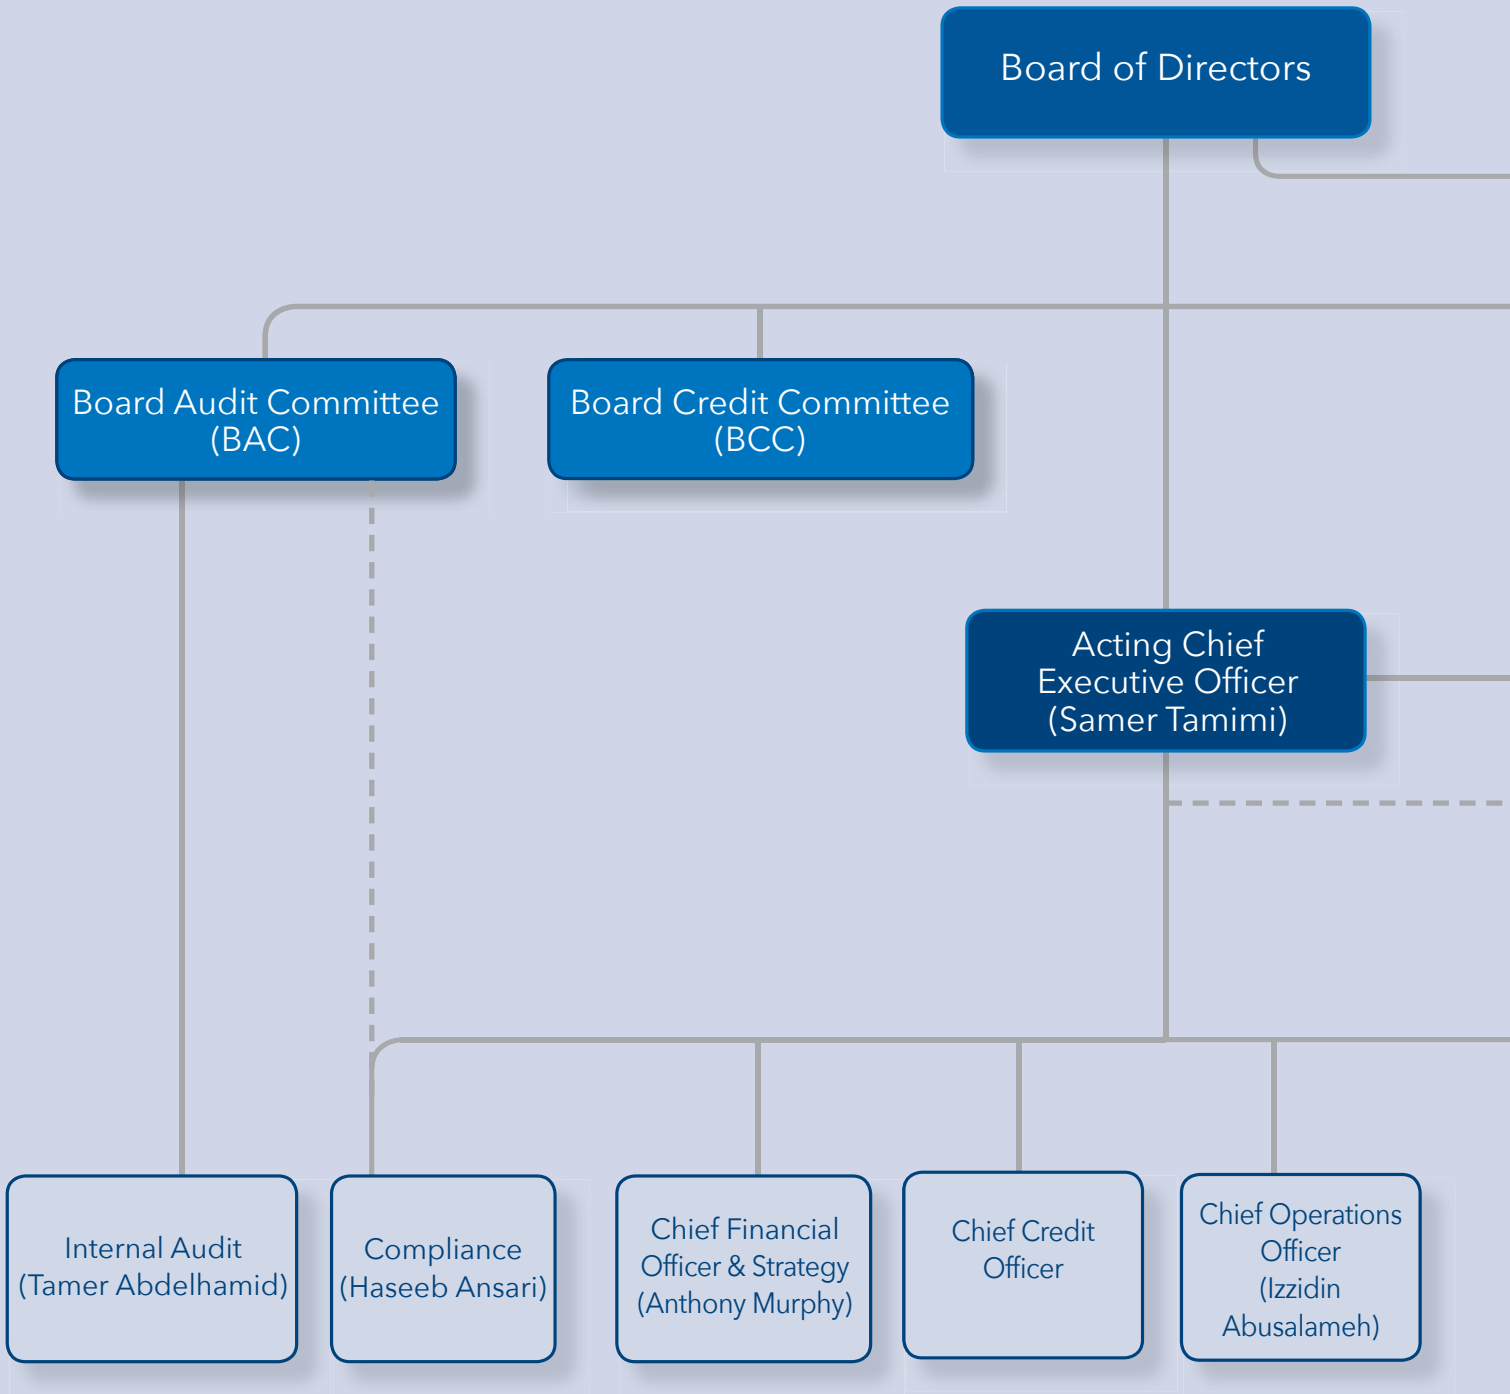 Board of Directors
Board Audit Committee
(BAC)
Board Credit Committee
(BCC)
Acting Chief
Executive Officer
(Samer Tamimi)
Internal Audit
(Tamer Abdelhamid)
Compliance
(Haseeb Ansari)
Chief Financial
Officer & Strategy
(Anthony Murphy)
Chief Credit
Officer
Chief Operations
Officer
(Izzidin
Abusalameh)